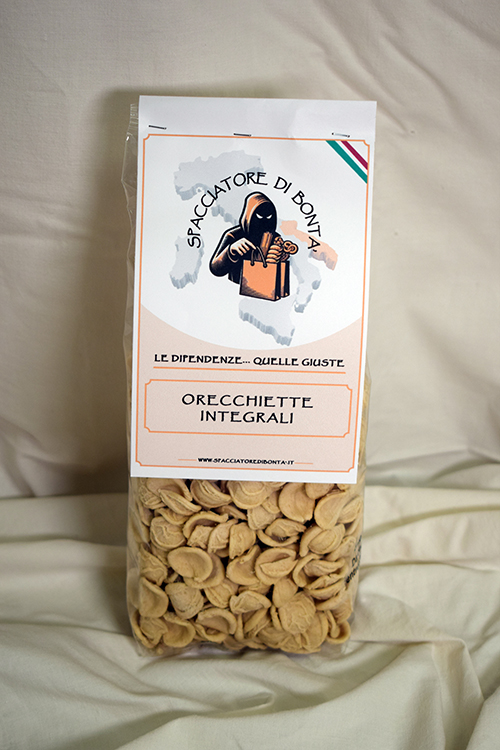 SPACCIATORE DI BONTA'
LE DIPENDENZE... QUELLE GIUSTE
ORECCHIETTE
INTEGRALI
WWW.SPACCIATOREDIBONTA.IT